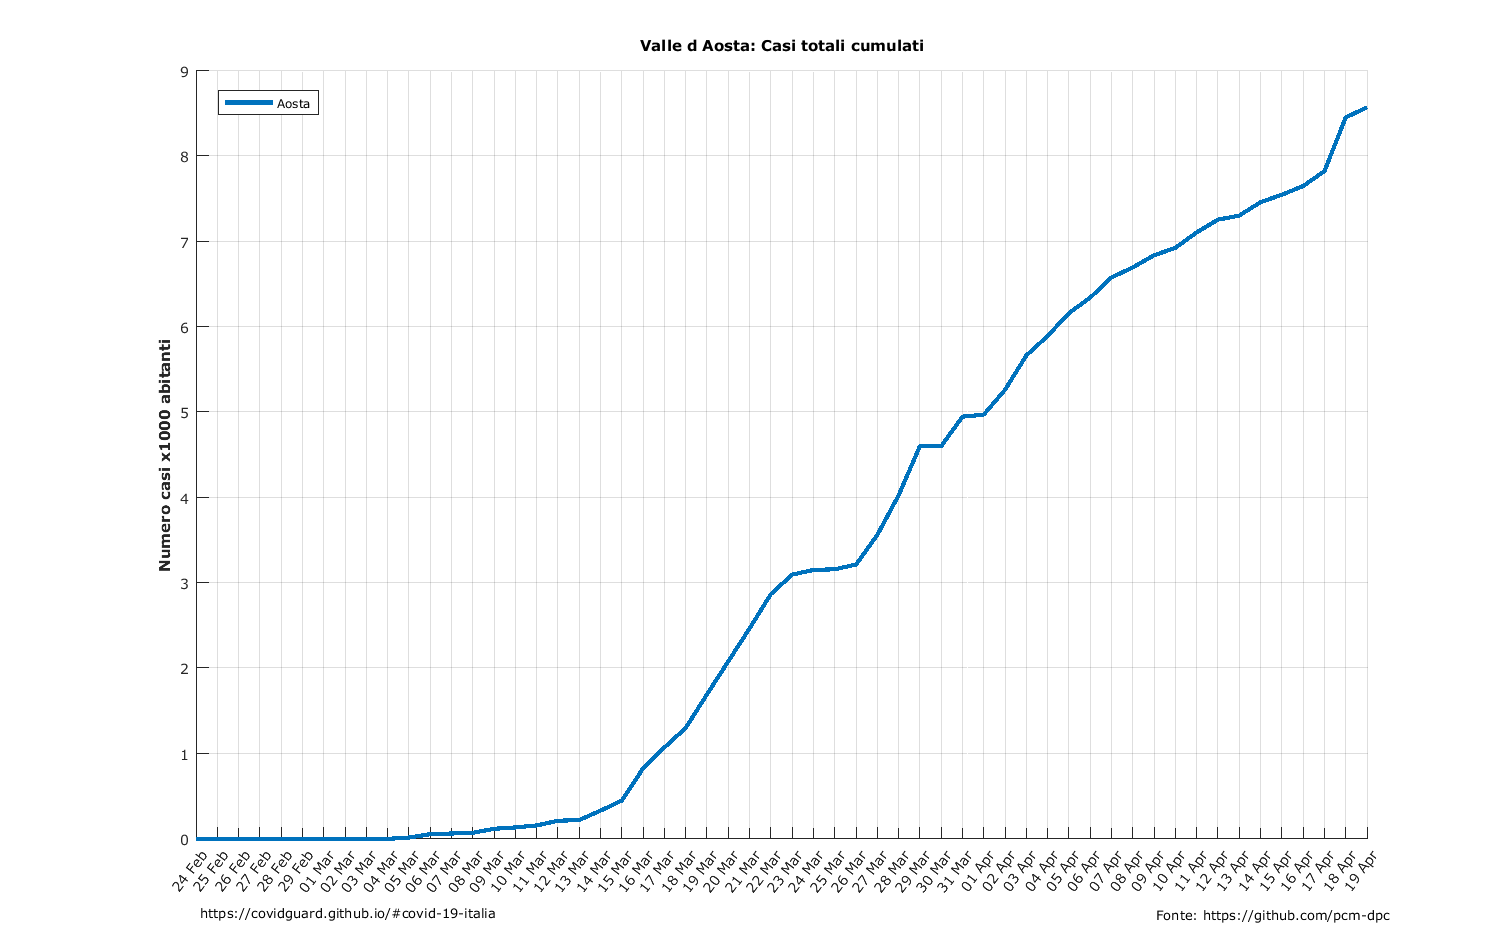 Valle d Aosta: Casi totali cumulati
Aosta
Numero casi x1000 abitanti
9
8
7
6
5
4
3
2
1
0
24 Feb
25 Feb
26 Feb
27 Feb
28 Feb
29 Feb
01 Mar
02 Mar
03 Mar
04 Mar
05 Mar
06 Mar
07 Mar
08 Mar
09 Mar
10 Mar
11 Mar
12 Mar
13 Mar
14 Mar
15 Mar
16 Mar
17 Mar
18 Mar
19 Mar
20 Mar
21 Mar
22 Mar
23 Mar
24 Mar
25 Mar
26 Mar
27 Mar
28 Mar
29 Mar
30 Mar
31 Mar
01 Apr
02 Apr
03 Apr
04 Apr
05 Apr
06 Apr
07 Apr
08 Apr
09 Apr
10 Apr
11 Apr
12 Apr
13 Apr
14 Apr
15 Apr
16 Apr
17 Apr
18 Apr
19 Apr
https://covidguard.github.io/#covid-19-italia
Fonte: https://github.com/pcm-dpc